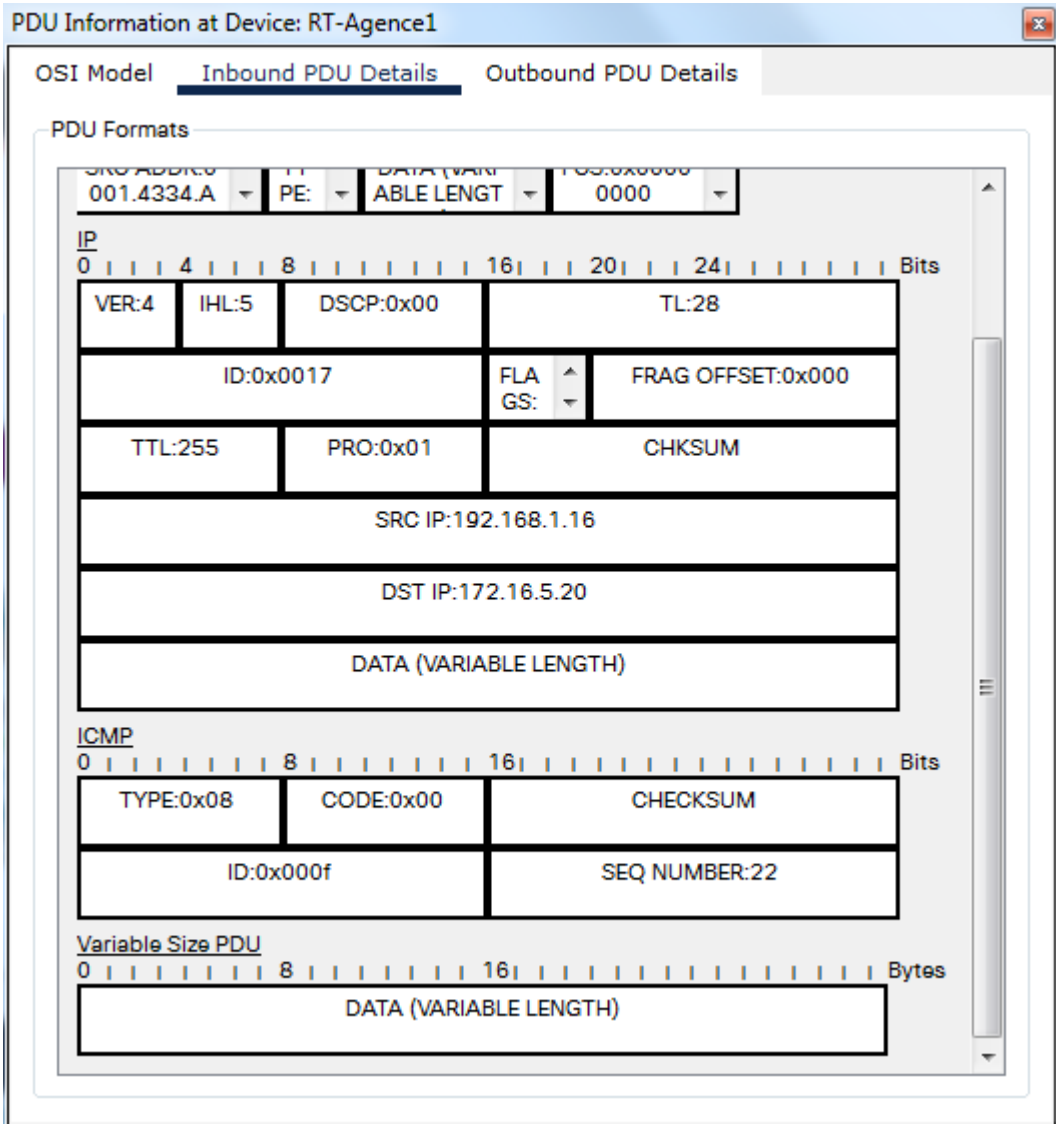 PDU Information at Device: RT-Agence1
OSI Model Inbound PDU Details Outbound PDU Details
PDU Formats
001.4334.A PE: ABLE LENGT 0000
IP
0 4 8 16 20 24 Bits
VER:4 IHL:5 DSCP:0x00 TL:28
ID:0x0017 FLA GS: FRAG OFFSET:0x000
TTL:255 PRO:0x01 CHKSUM
SRC IP:192.168.1.16
DST IP:172.16.5.20
DATA (VARIABLE LENGTH)
ICMP
0 8 16 Bits
TYPE:0x08 CODE:0x00 CHECKSUM
ID:0x000f SEQ NUMBER:22
Variable Size PDU
0 8 16 Bytes
DATA (VARIABLE LENGTH)